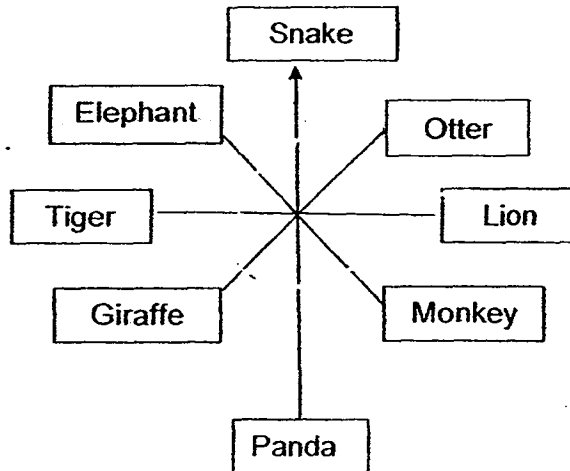 Snake
Elephant
Otter
Tiger
Lion
Giraffe
Monkey
Panda